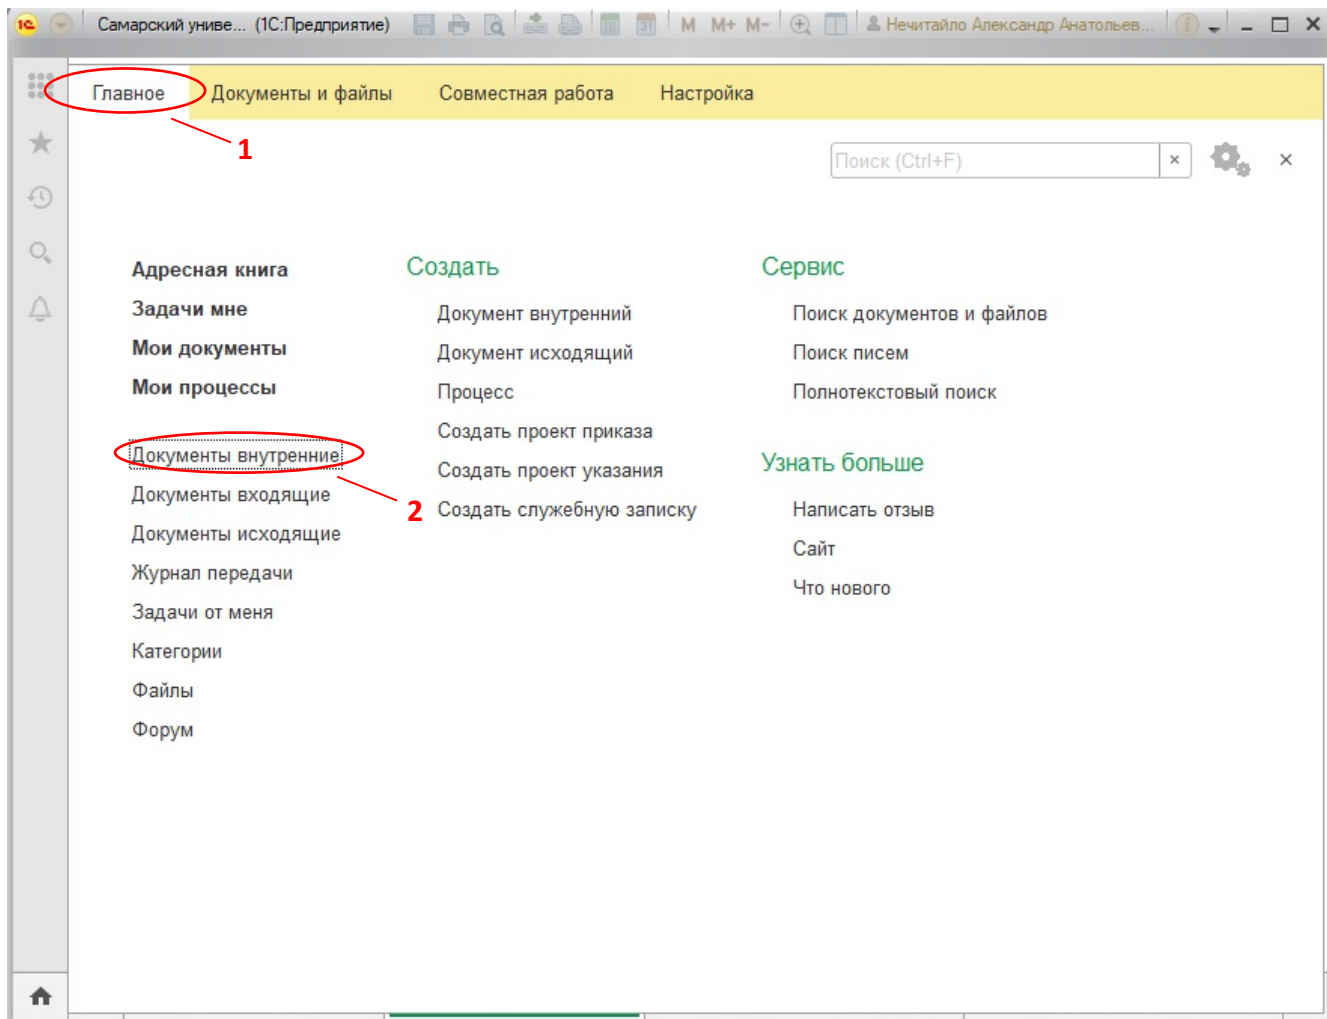 1С Самарский универ... (1С:Предприятие) 31 M M+ M- Нечитайло Александр Анатольев...
Главное Документы и файлы Совместная работа Настройка
1
Поиск (Ctrl+F)
Адресная книга
Задачи мне
Мои документы
Мои процессы
Документы внутренние
2
Документы входящие
Документы исходящие
Журнал передачи
Задачи от меня
Категории
Файлы
Форум
Создать
Документ внутренний
Документ исходящий
Процесс
Создать проект приказа
Создать проект указания
Создать служебную записку
Сервис
Поиск документов и файлов
Поиск писем
Полнотекстовый поиск
Узнать больше
Написать отзыв
Сайт
Что нового